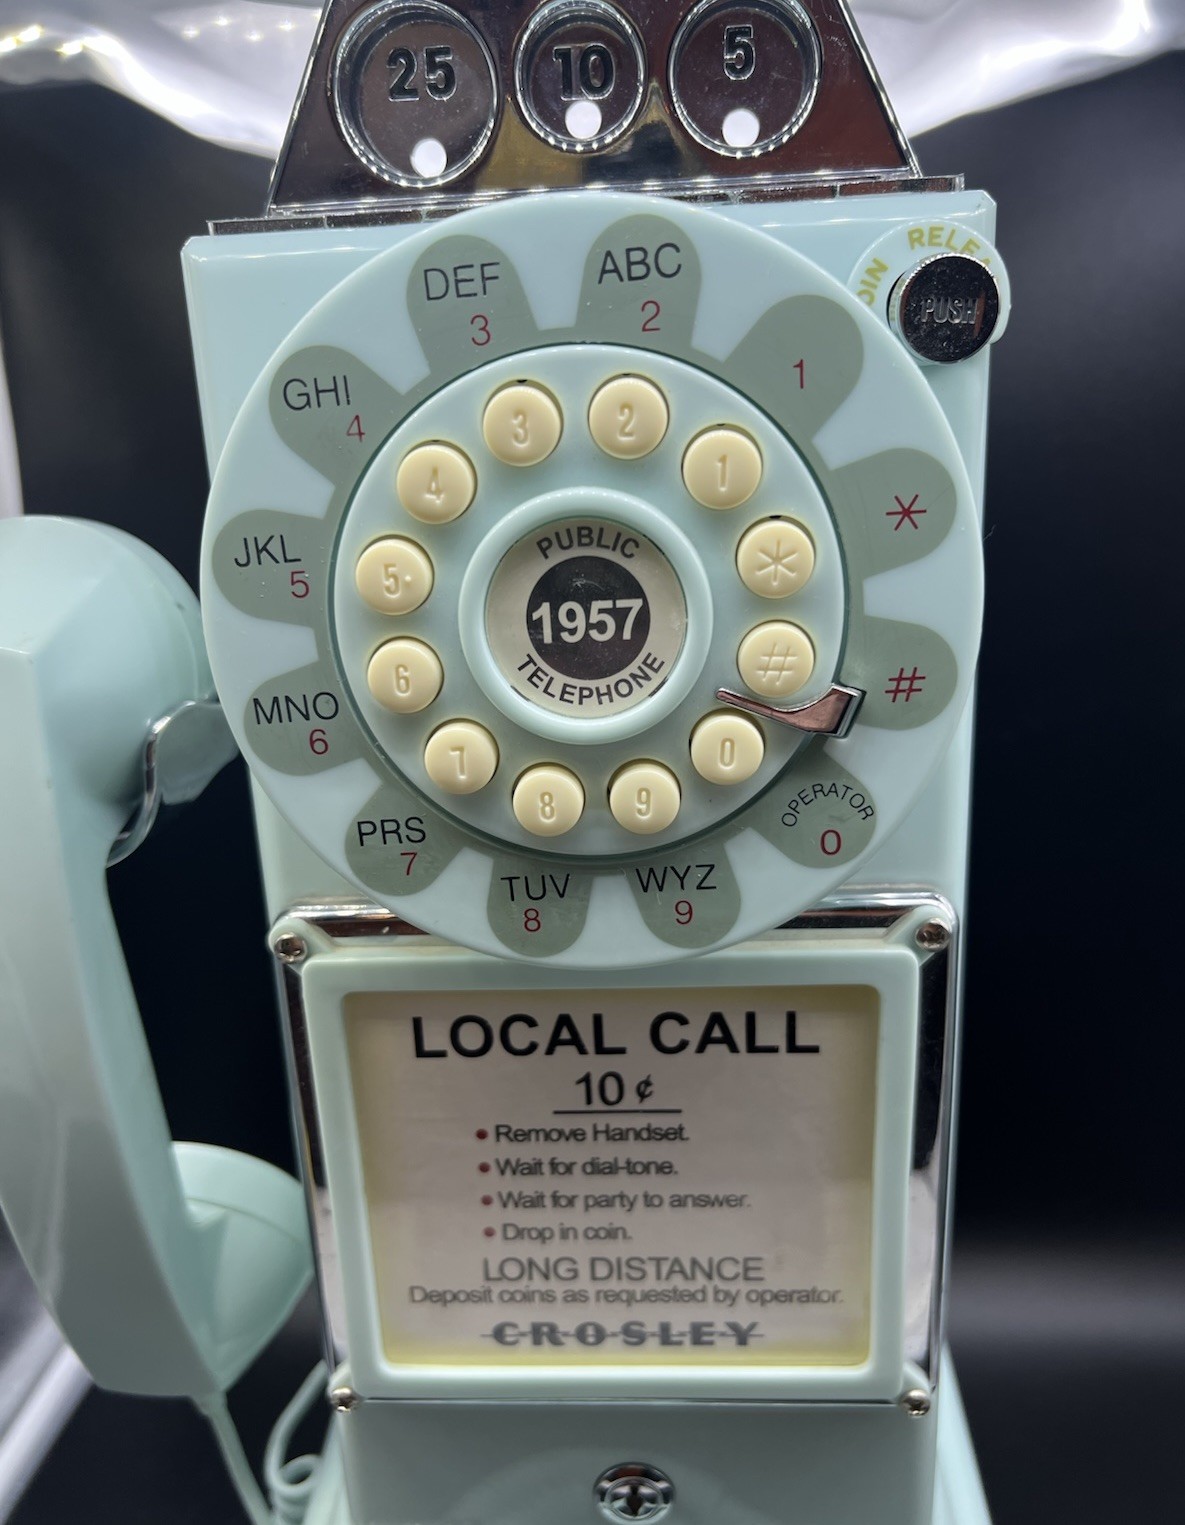 25 10 5
COIN RELEASE
PUSH
ABC 2
DEF 3
GHI 4
JKL 5
MNO 6
PRS 7
TUV 8
WYZ 9
OPERATOR 0
#
*
1
1
2
3
4
5
6
7
8
9
0
#
*
PUBLIC
1957
TELEPHONE
LOCAL CALL
10 ¢
• Remove Handset.
• Wait for dial-tone.
• Wait for party to answer.
• Drop in coin.
LONG DISTANCE
Deposit coins as requested by operator.
CROSLEY